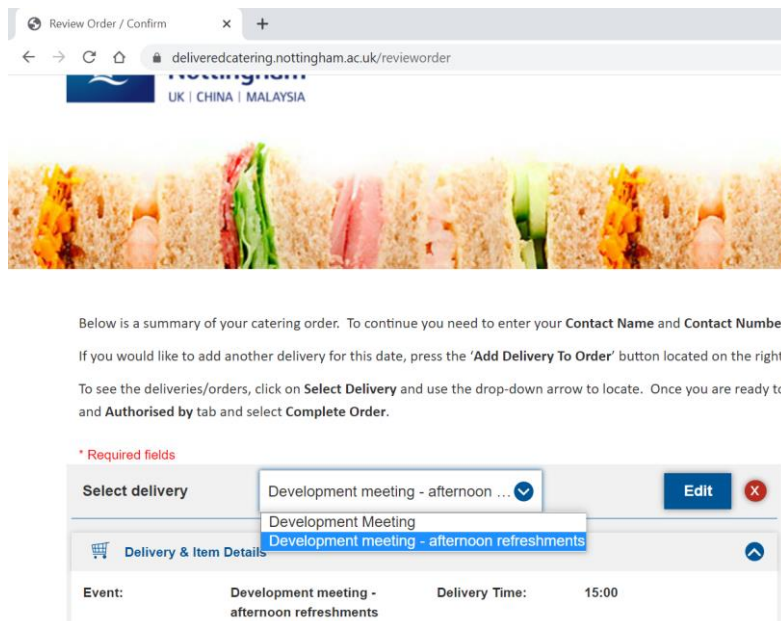 Review Order / Confirm
deliveredcatering.nottingham.ac.uk/revieworder
Nottingham
UK | CHINA | MALAYSIA
Below is a summary of your catering order. To continue you need to enter your Contact Name and Contact Numbe
If you would like to add another delivery for this date, press the ‘Add Delivery To Order’ button located on the right
To see the deliveries/orders, click on Select Delivery and use the drop-down arrow to locate. Once you are ready to
and Authorised by tab and select Complete Order.
* Required fields
Select delivery Development meeting - afternoon ... Edit X
Development Meeting
Development meeting - afternoon refreshments
Delivery & Item Details
Event: Development meeting - Delivery Time: 15:00
afternoon refreshments